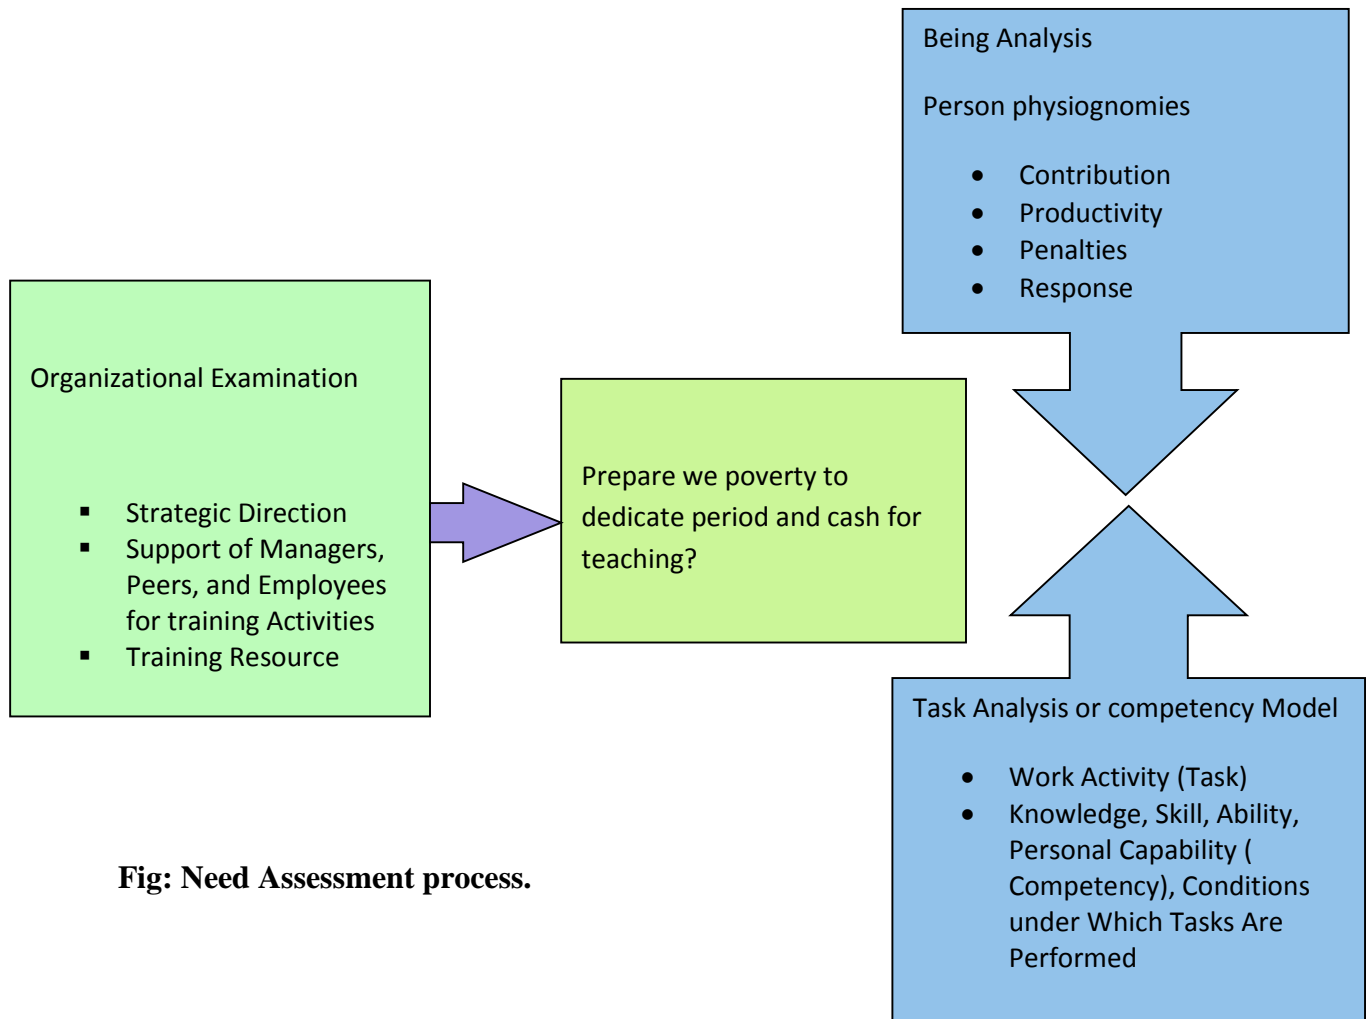 Organizational Examination
▪ Strategic Direction
▪ Support of Managers,
Peers, and Employees
for training Activities
▪ Training Resource
Prepare we poverty to
dedicate period and cash for
teaching?
Being Analysis
Person physiognomies
• Contribution
• Productivity
• Penalties
• Response
Task Analysis or competency Model
• Work Activity (Task)
• Knowledge, Skill, Ability,
Personal Capability (
Competency), Conditions
under Which Tasks Are
Performed
Fig: Need Assessment process.